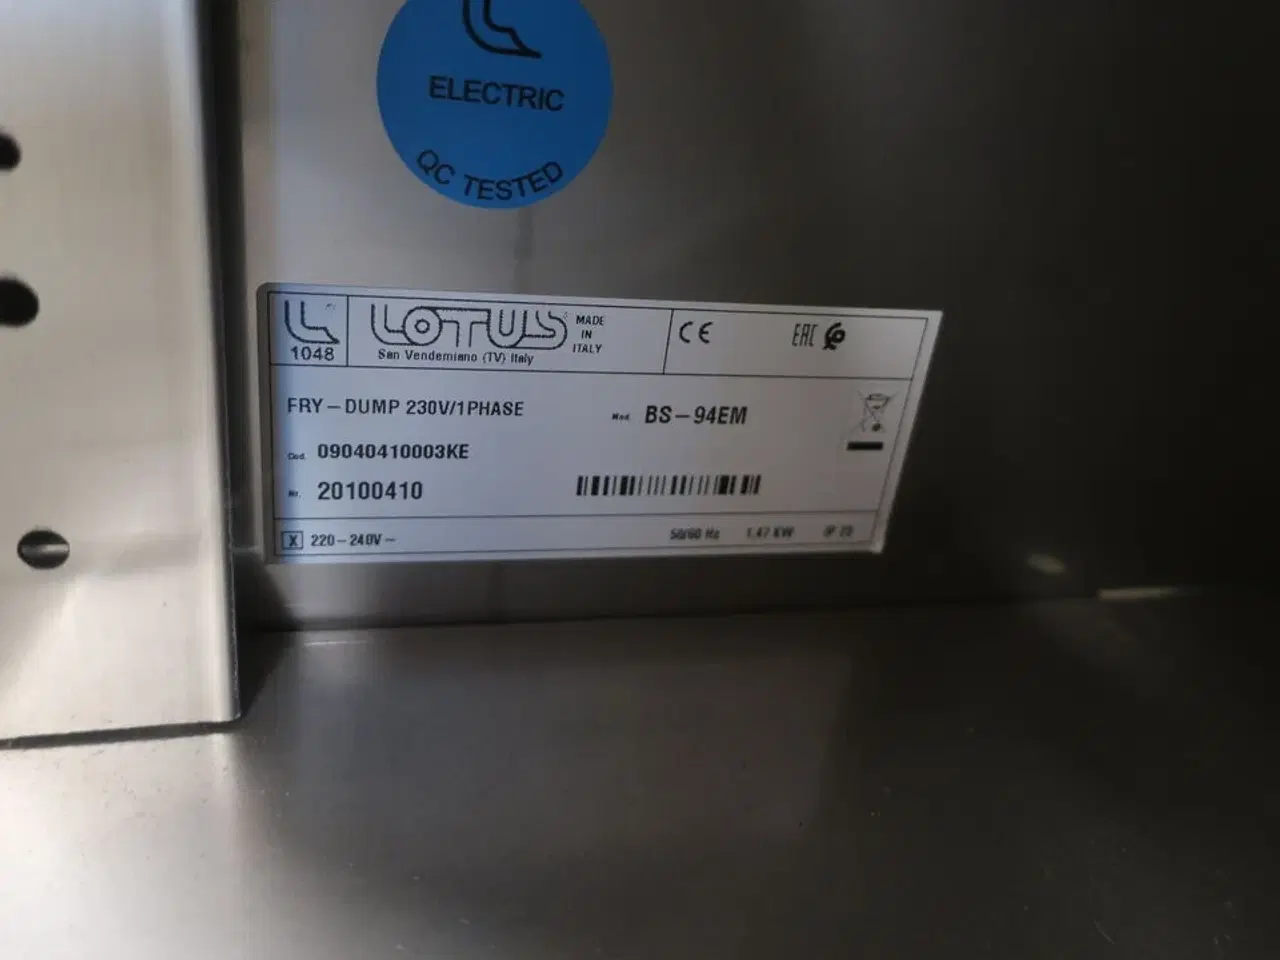 ELECTRIC
QC TESTED
1048
LOTUS
MADE
IN
ITALY
San Vendemiano (TV) Italy
CE
EAC
FRY-DUMP 230V/1PHASE
Mod. BS-94EM
Cod. 09040410003KE
Nr. 20100410
X 220-240V~
50/60 Hz 1.47 KW